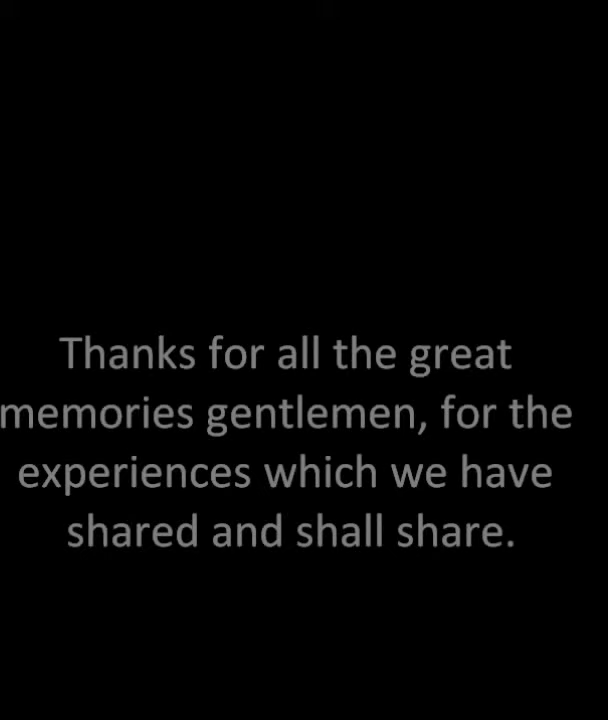 Thanks for all the great
memories gentlemen, for the
experiences which we have
shared and shall share.